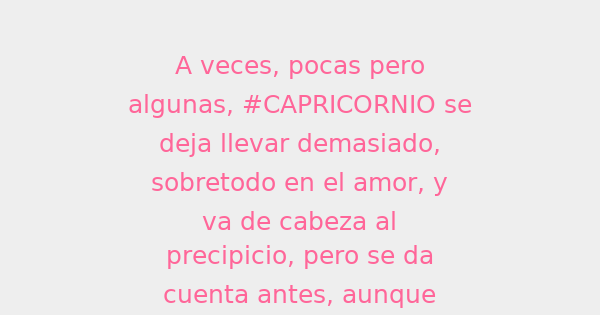 A veces, pocas pero
algunas, #CAPRICORNIO se
deja llevar demasiado,
sobretodo en el amor, y
va de cabeza al
precipicio, pero se da
cuenta antes, aunque